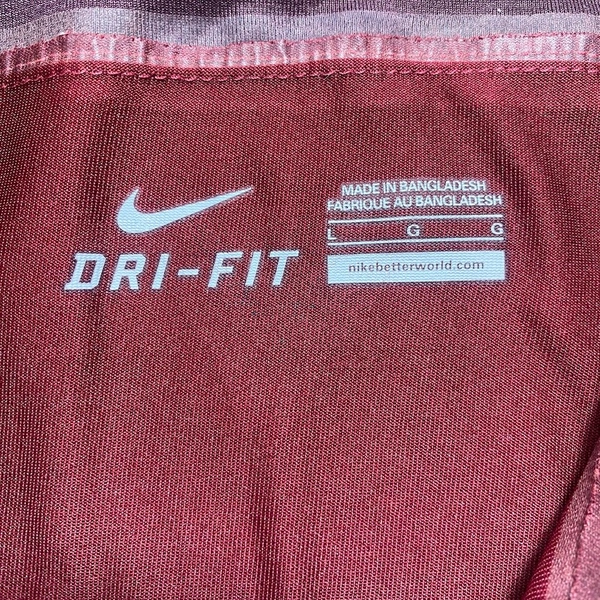 DRI-FIT
MADE IN BANGLADESH
FABRIQUE AU BANGLADESH
L G G
nikebetterworld.com